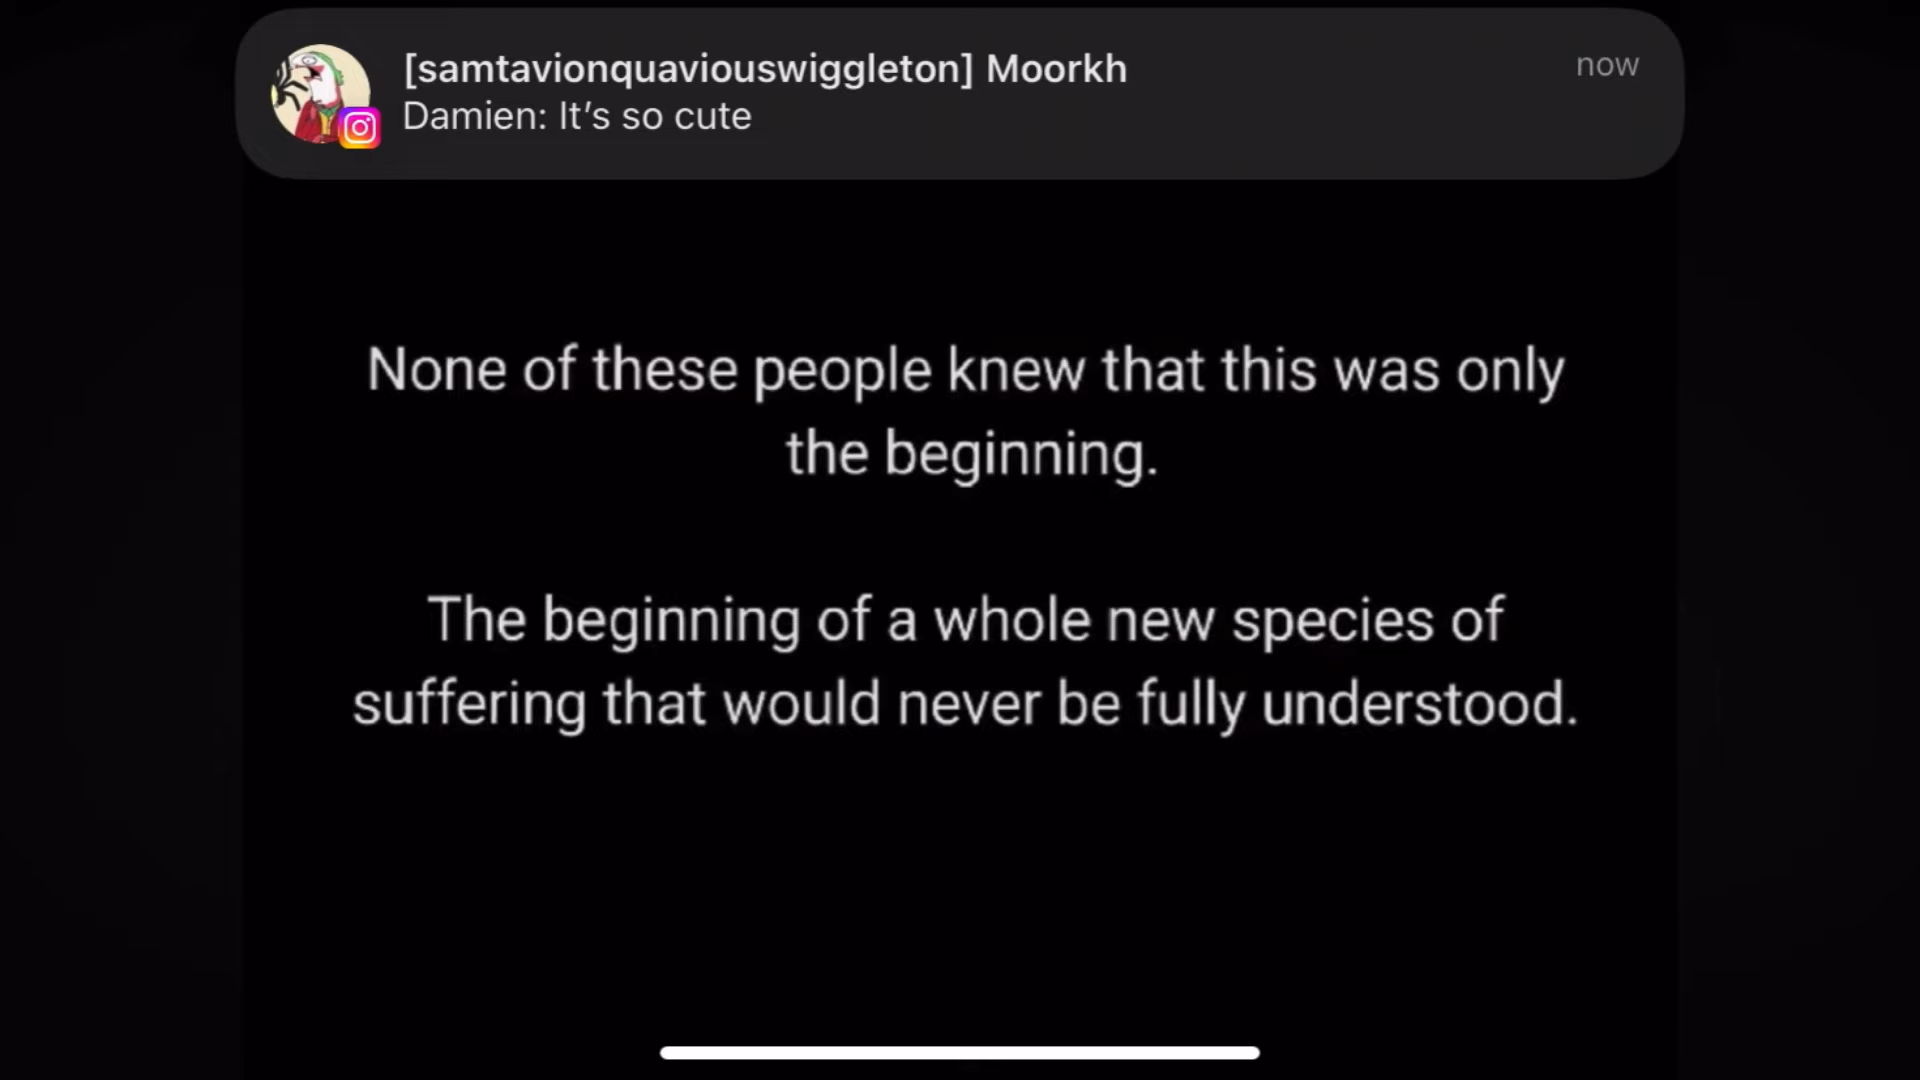 [samtavionquaviouswiggleton] Moorkh
now
Damien: It’s so cute
None of these people knew that this was only
the beginning.
The beginning of a whole new species of
suffering that would never be fully understood.